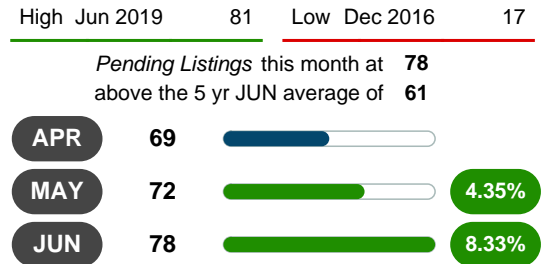 High Jun 2019 81 Low Dec 2016 17
Pending Listings this month at 78
above the 5 yr JUN average of 61
APR 69
MAY 72 4.35%
JUN 78 8.33%